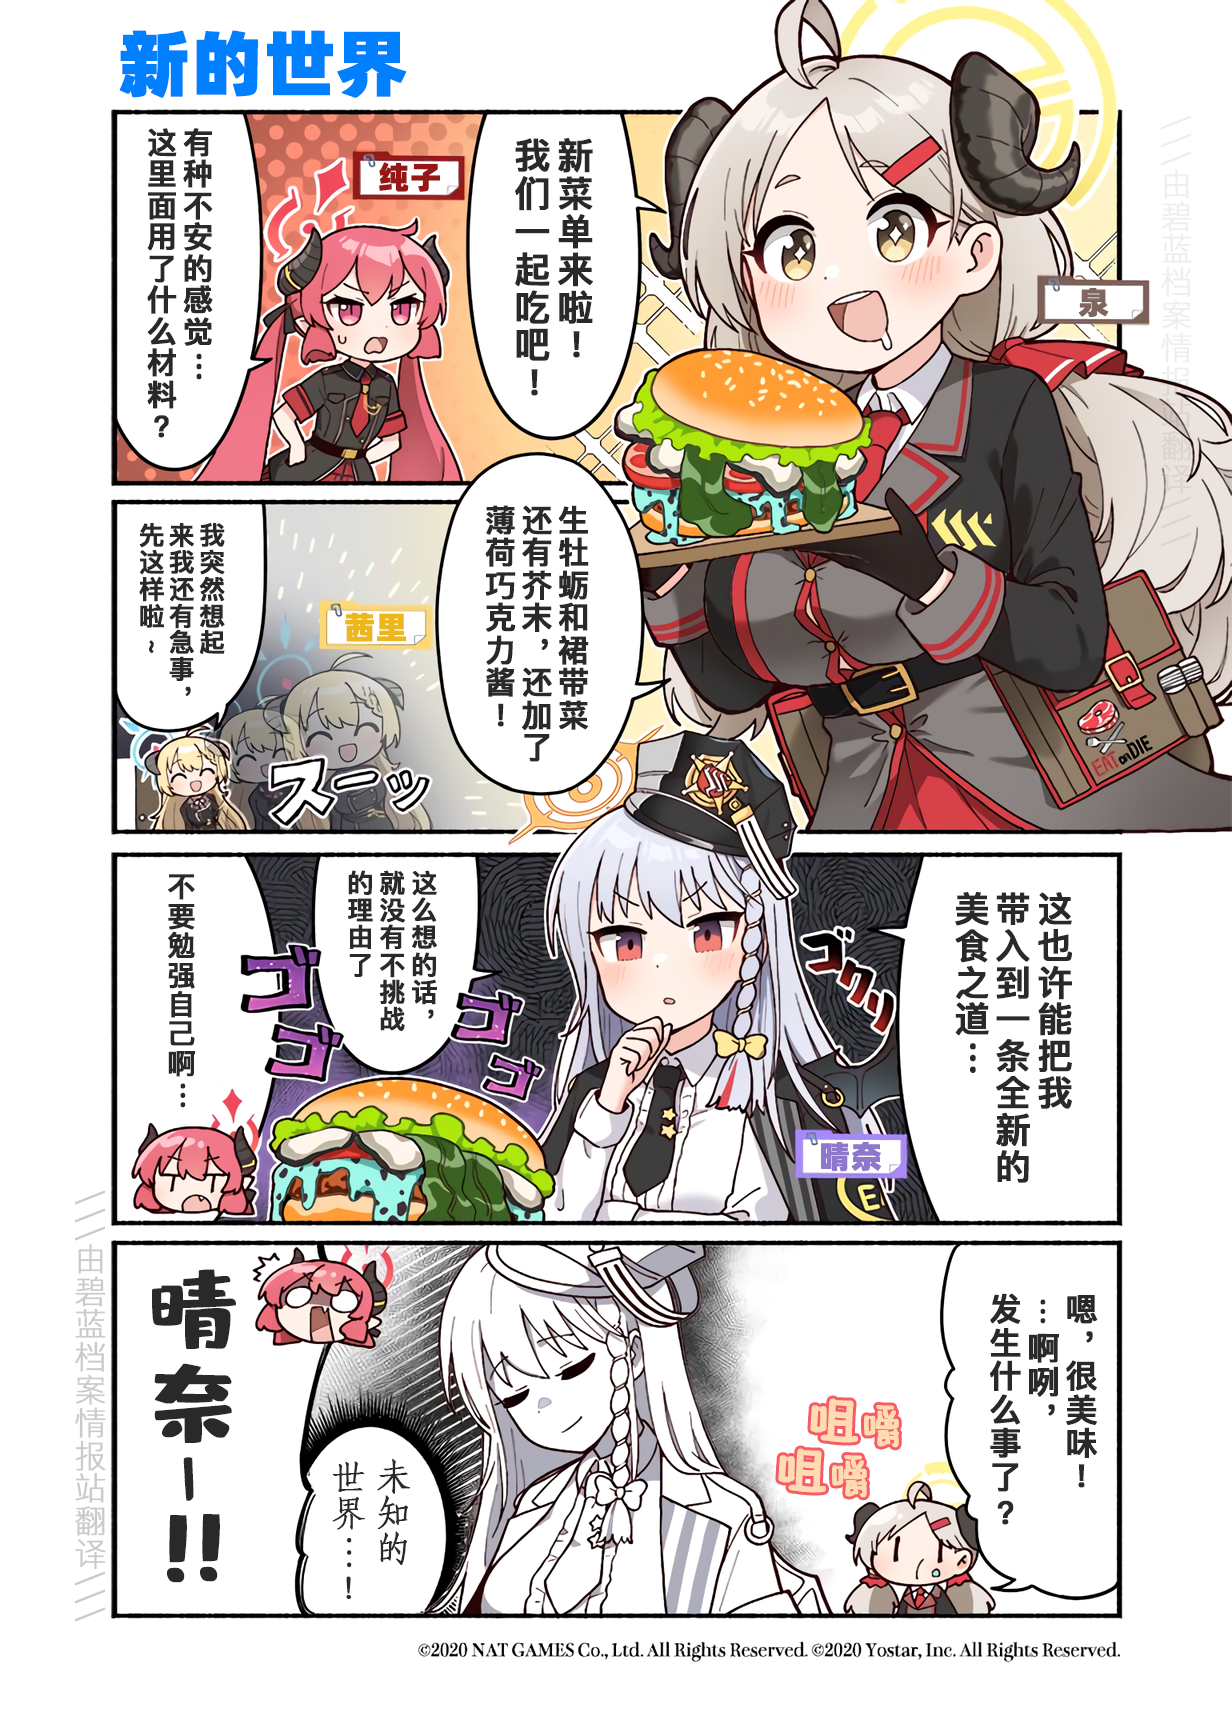 新的世界
新菜单来啦！
我们一起吃吧！
泉
有种不安的感觉…
这里面用了什么材料？
纯子
生牡蛎和裙带菜
还有芥末，还加了
薄荷巧克力酱！
EAT or DIE
我突然想起
来我还有急事，
先这样啦~
茜里
スーッ
这也许能把我
带入到一条全新的
美食之道…
ゴクリ
晴奈
E
这么想的话，
就没有不挑战
的理由了
ゴゴ
ゴゴ
不要勉强自己啊…
嗯，很美味！
…啊咧，
发生什么事了？
咀嚼
咀嚼
未知的
世界…！
晴奈—!!
由碧蓝档案情报站翻译
由碧蓝档案情报站翻译
©2020 NAT GAMES Co., Ltd. All Rights Reserved. ©2020 Yostar, Inc. All Rights Reserved.